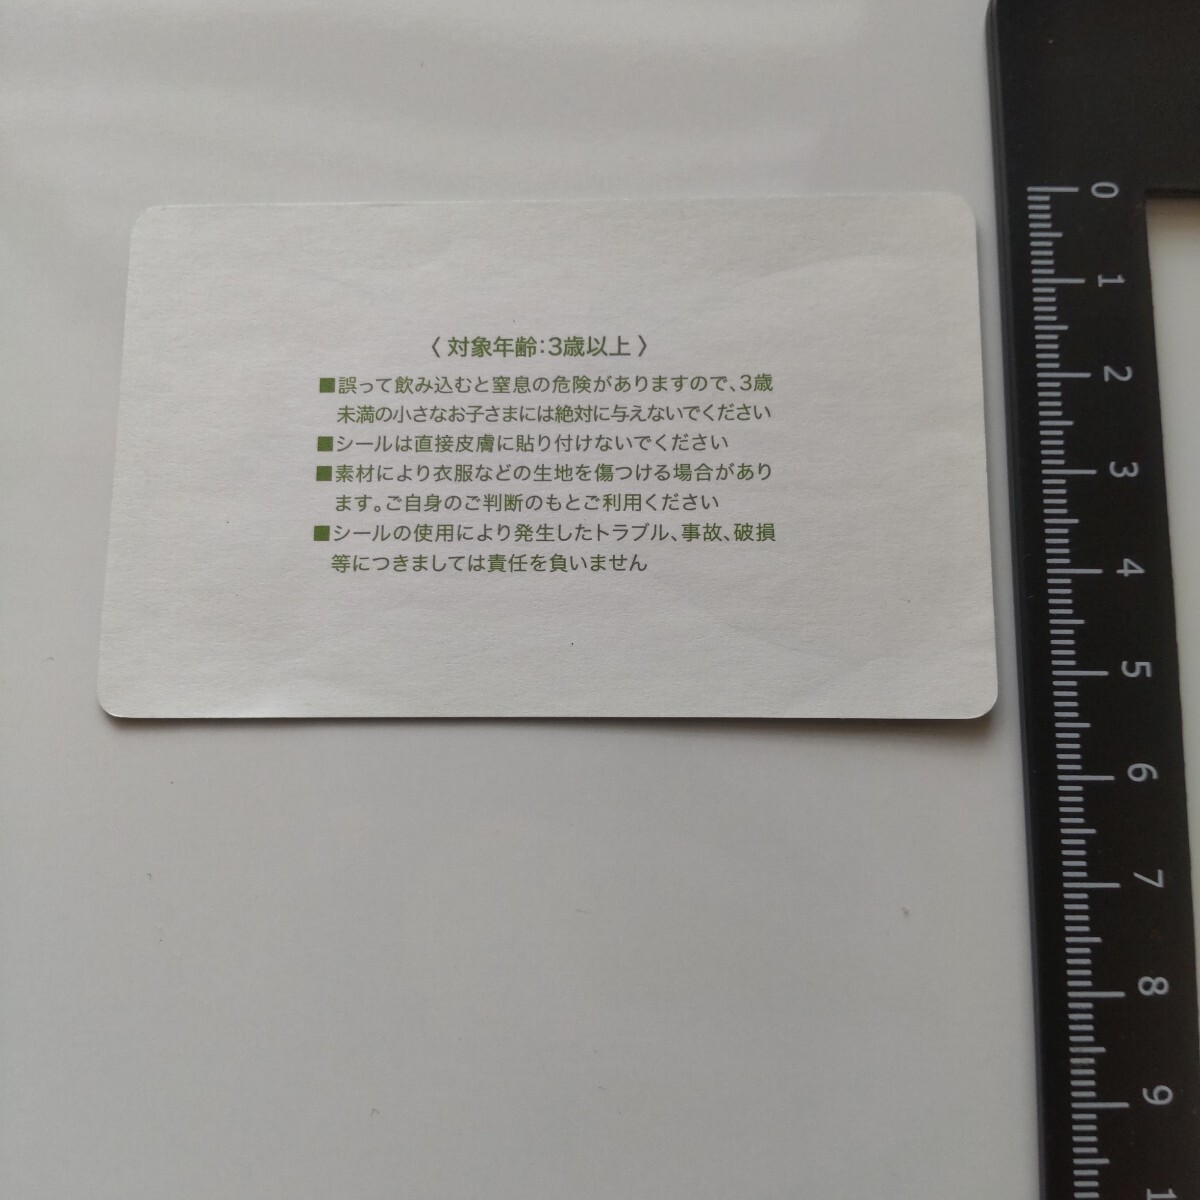 〈 対象年齢：3歳以上 〉
■誤って飲み込むと窒息の危険がありますので、3歳
未満の小さなお子さまには絶対に与えないでください
■シールは直接皮膚に貼り付けないでください
■素材により衣服などの生地を傷つける場合があり
ます。ご自身のご判断のもとご利用ください
■シールの使用により発生したトラブル、事故、破損
等につきましては責任を負いません
0
1
2
3
4
5
6
7
8
9